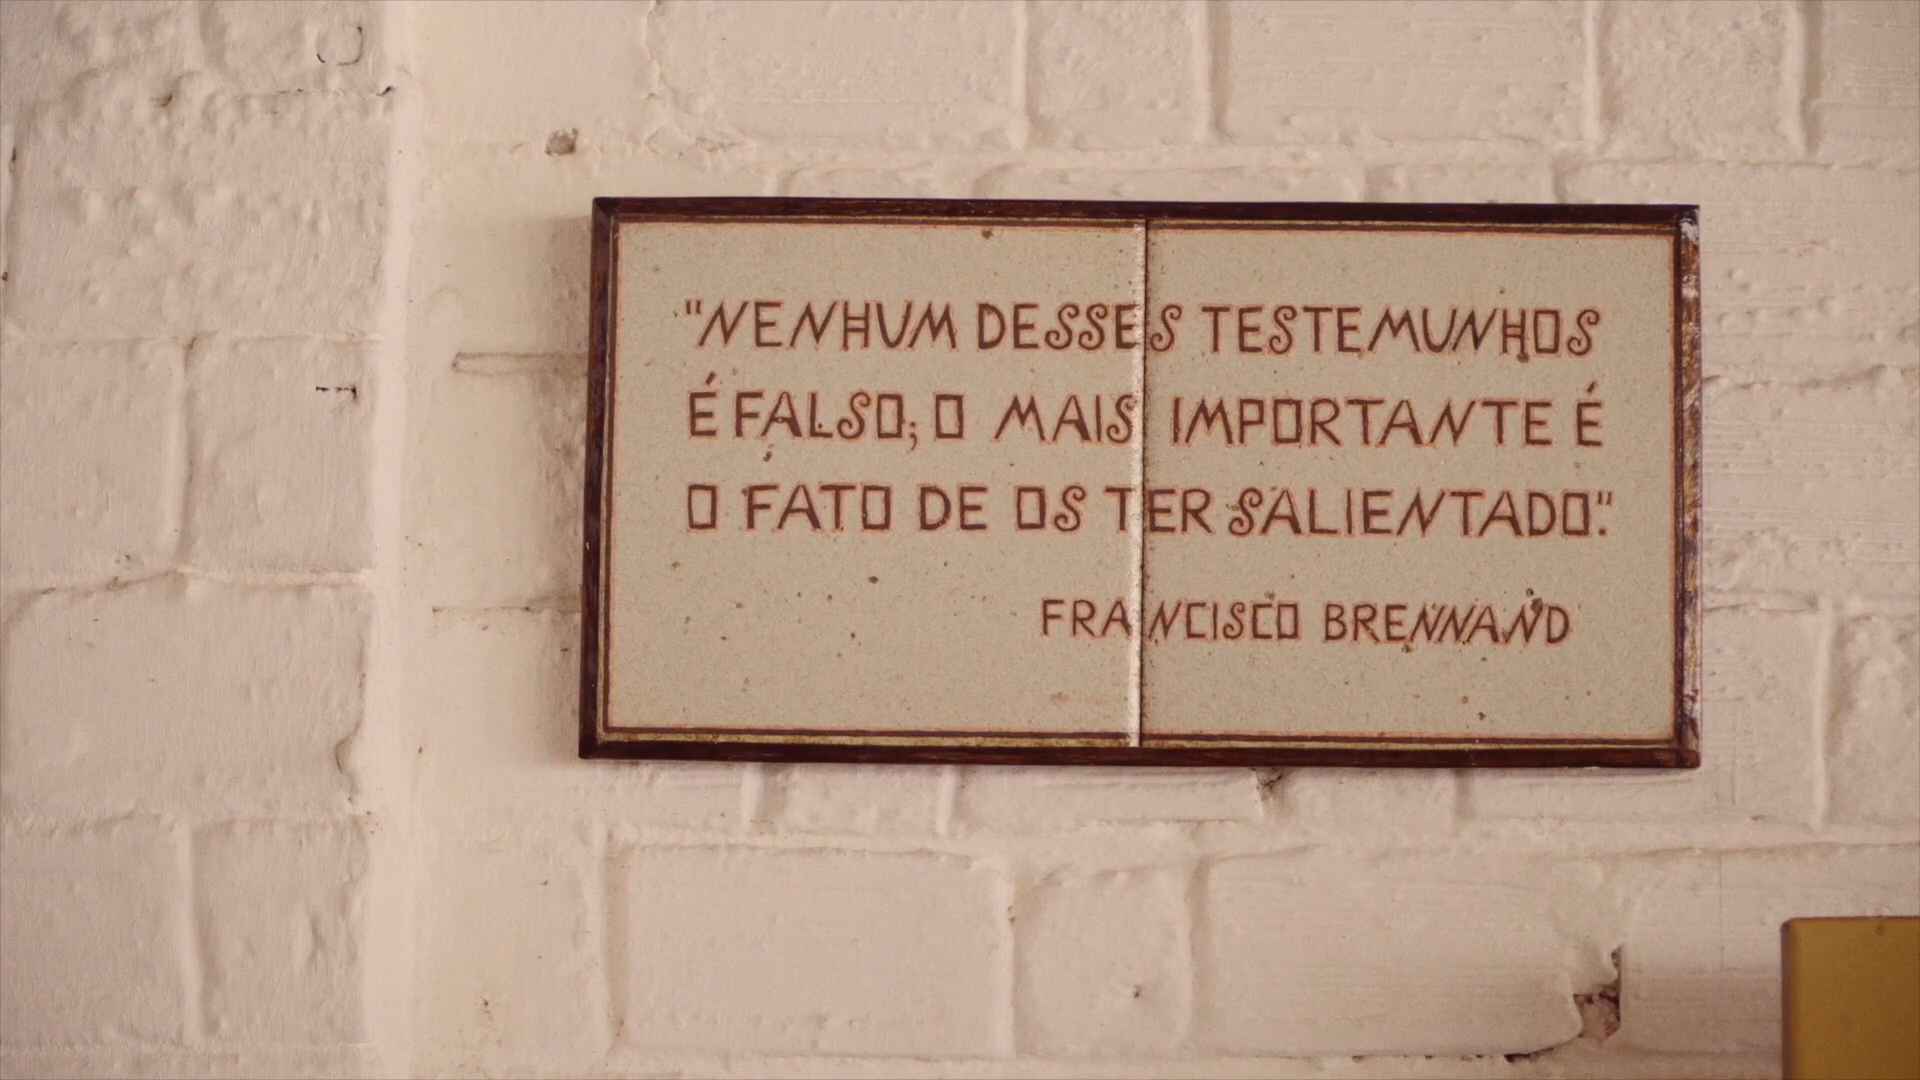 "NENHUM DESSES TESTEMUNHOS
É FALSO; O MAIS IMPORTANTE É
O FATO DE OS TER SALIENTADO."
FRANCISCO BRENNAND